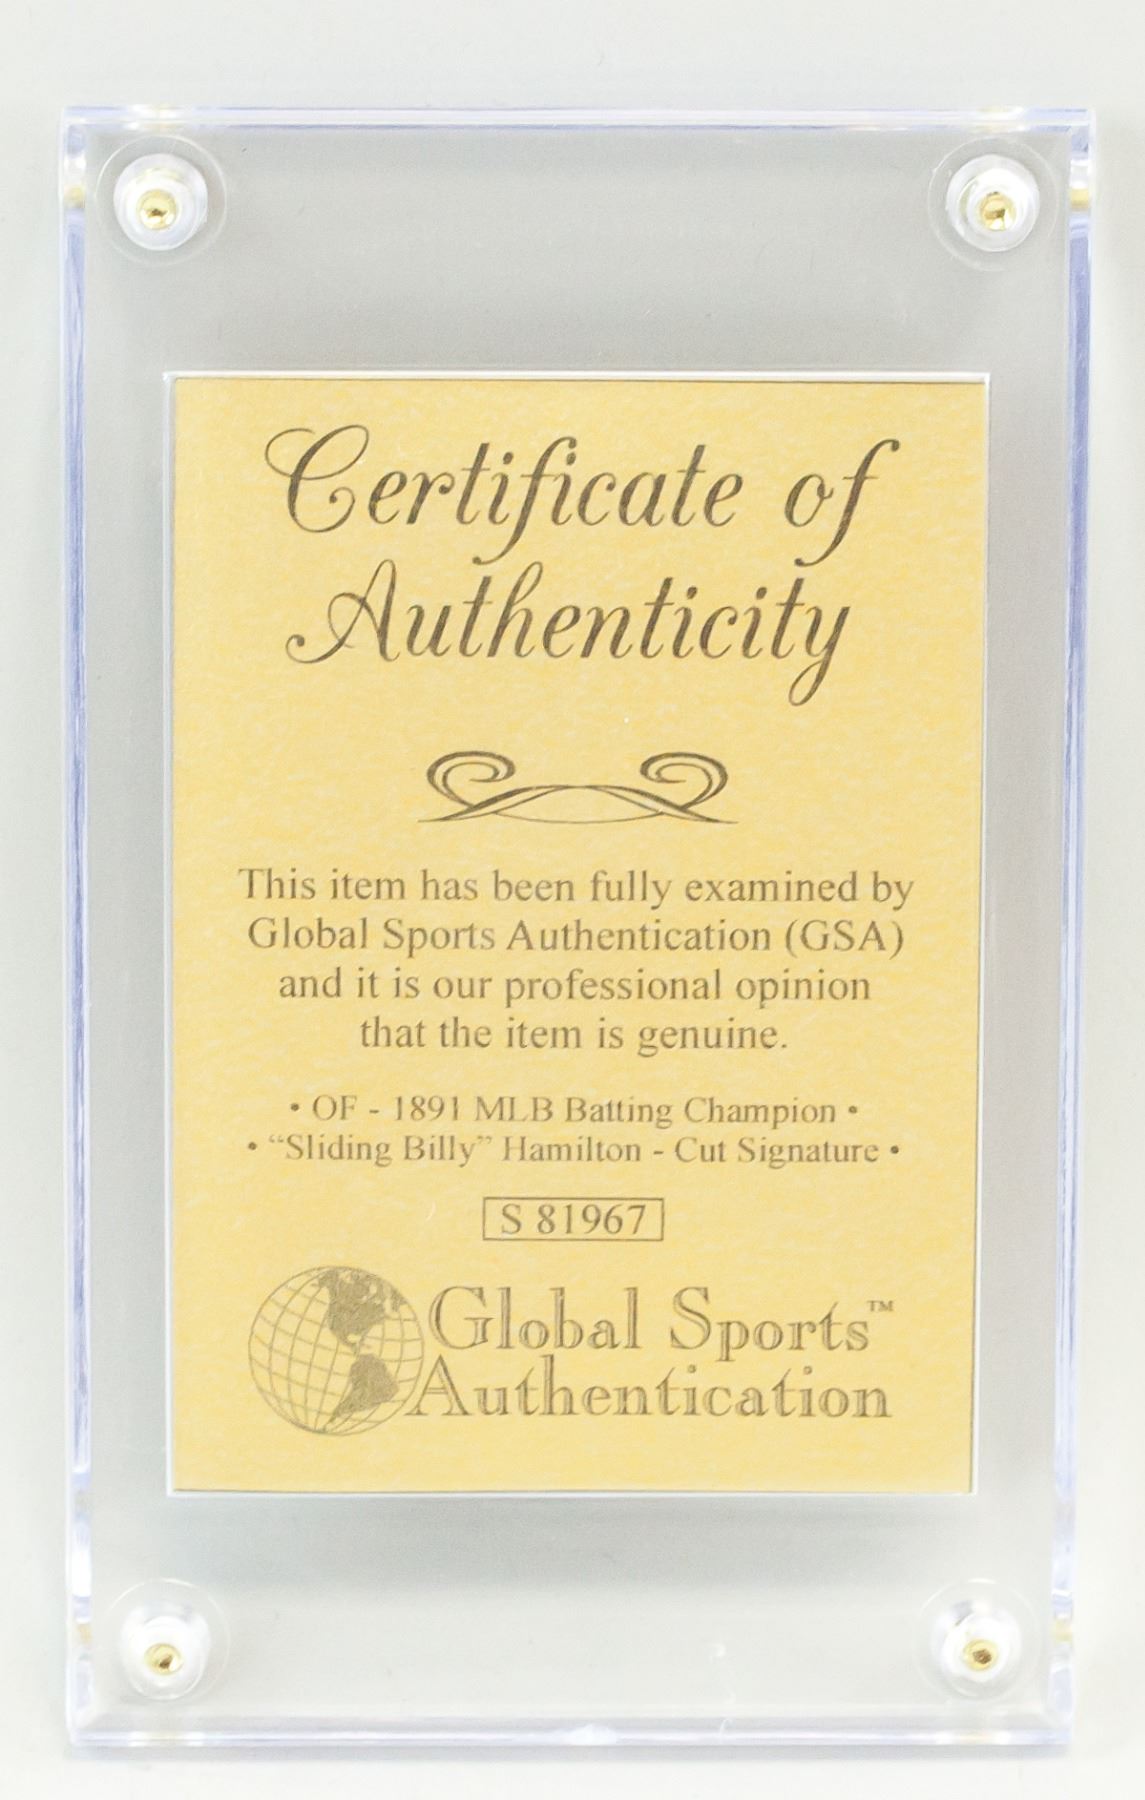 Certificate of
Authenticity
This item has been fully examined by
Global Sports Authentication (GSA)
and it is our professional opinion
that the item is genuine.
• OF - 1891 MLB Batting Champion •
• “Sliding Billy” Hamilton - Cut Signature •
S 81967
Global Sports™
Authentication